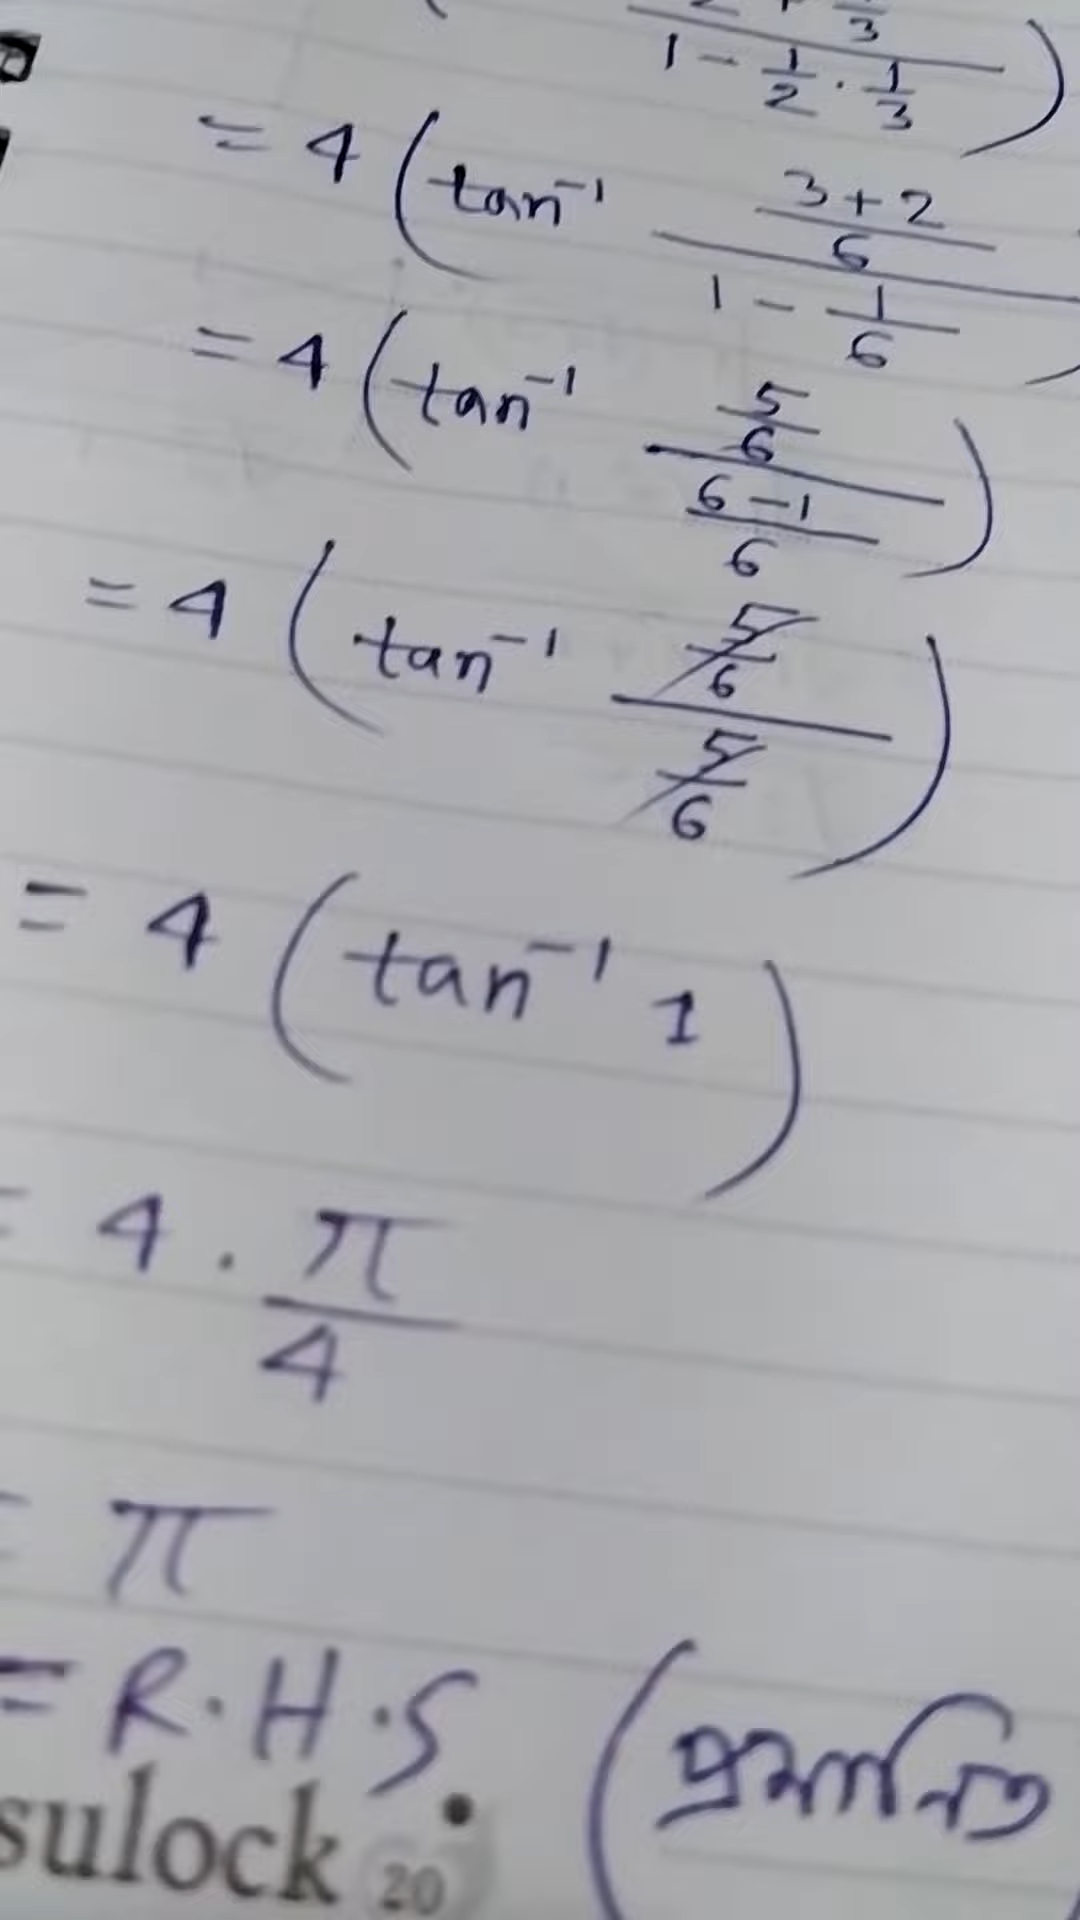 1 - 1/2 · 1/3 )
= 4 ( tan⁻¹ ((3+2)/6) / (1 - 1/6) )
= 4 ( tan⁻¹ (5/6) / ((6-1)/6) )
= 4 ( tan⁻¹ (5/6) / (5/6) )
= 4 ( tan⁻¹ 1 )
= 4 · π/4
= π
= R.H.S (প্রমানিত
sulock 20